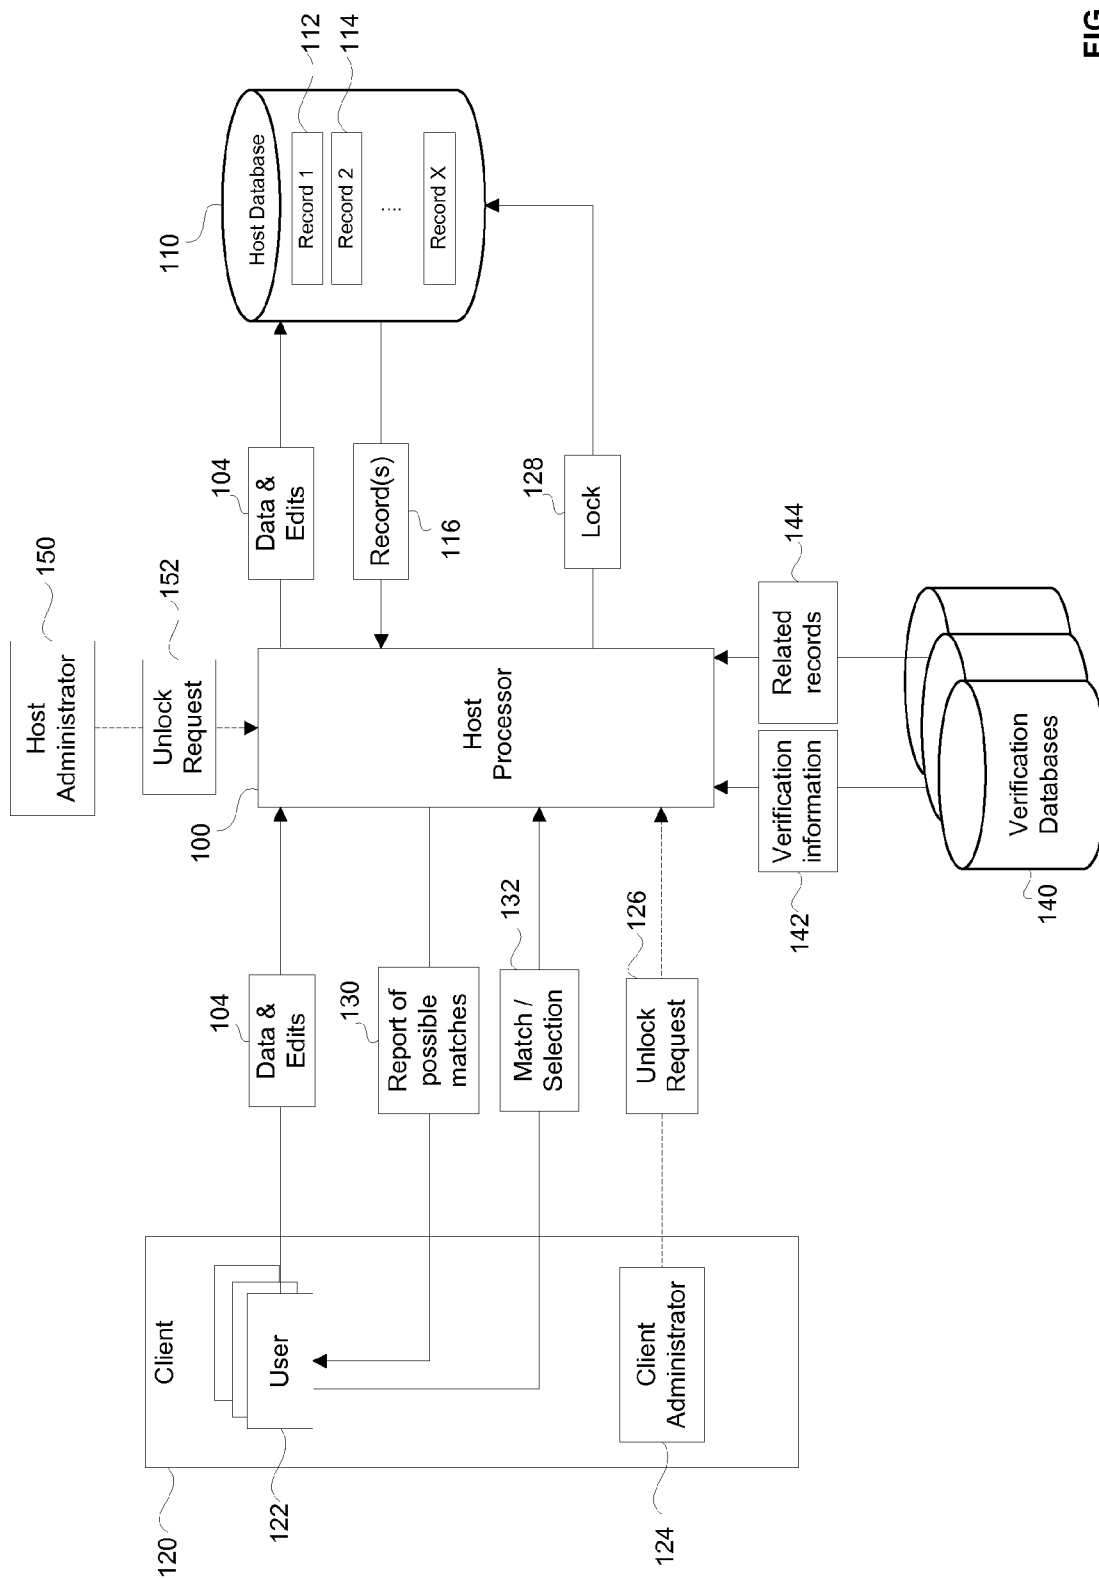 Host
Administrator
150
Unlock
Request
152
120
Client
User
122
Client
Administrator
124
104
Data &
Edits
130
Report of
possible
matches
132
Match /
Selection
126
Unlock
Request
100
Host
Processor
104
Data &
Edits
Record(s)
116
128
Lock
110
Host Database
Record 1
112
Record 2
114
....
Record X
142
Verification
information
144
Related
records
140
Verification
Databases
FIG